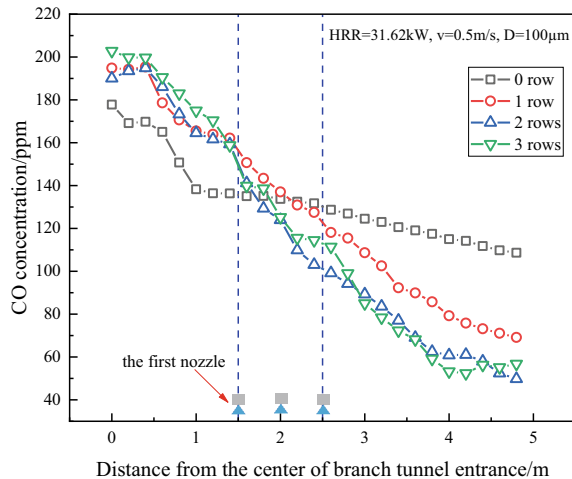 HRR=31.62kW, v=0.5m/s, D=100μm
0 row
1 row
2 rows
3 rows
CO concentration/ppm
220
200
180
160
140
120
100
80
60
40
the first nozzle
0 1 2 3 4 5
Distance from the center of branch tunnel entrance/m